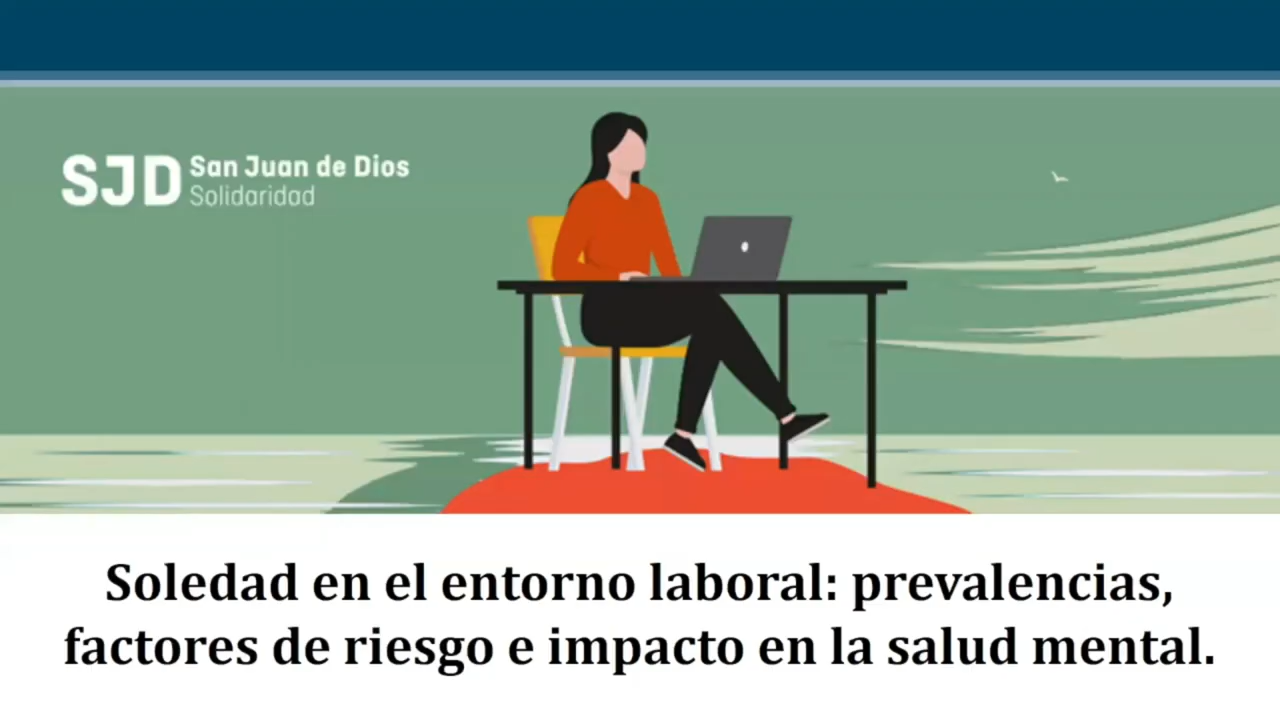 SJD San Juan de Dios
Solidaridad
Soledad en el entorno laboral: prevalencias,
factores de riesgo e impacto en la salud mental.